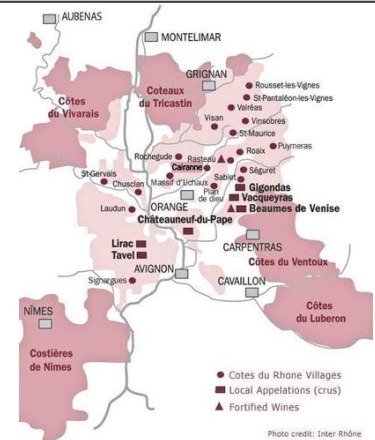 AUBENAS
MONTELIMAR
GRIGNAN
Coteaux
du Tricastin
Côtes
du Vivarais
Rousset-les-Vignes
St-Pantaléon-les-Vignes
Valréas
Visan
Vinsobres
St-Maurice
Puymeras
Rochegude
Rasteau
Roaix
Cairanne
Séguret
St-Gervais
Chusclan
Massif d'Uchaux
Sablet
Gigondas
Plan
de dieu
Vacqueyras
Laudun
ORANGE
Beaumes de Venise
Châteauneuf-du-Pape
Lirac
Tavel
CARPENTRAS
Côtes du Ventoux
AVIGNON
Signargues
CAVAILLON
NÎMES
Côtes
du Luberon
Costières
de Nîmes
Cotes du Rhone Villages
Local Appelations (crus)
Fortified Wines
Photo credit: Inter Rhône